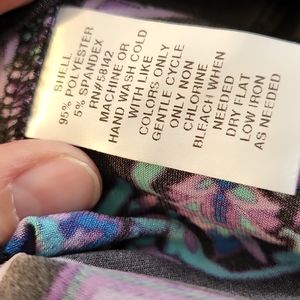 SHELL
95% POLYESTER
5% SPANDEX
RN#758142
MACHINE OR
HAND WASH COLD
WITH LIKE
COLORS ONLY
GENTLE CYCLE
ONLY NON
CHLORINE
BLEACH WHEN
NEEDED
DRY FLAT
LOW IRON
AS NEEDED